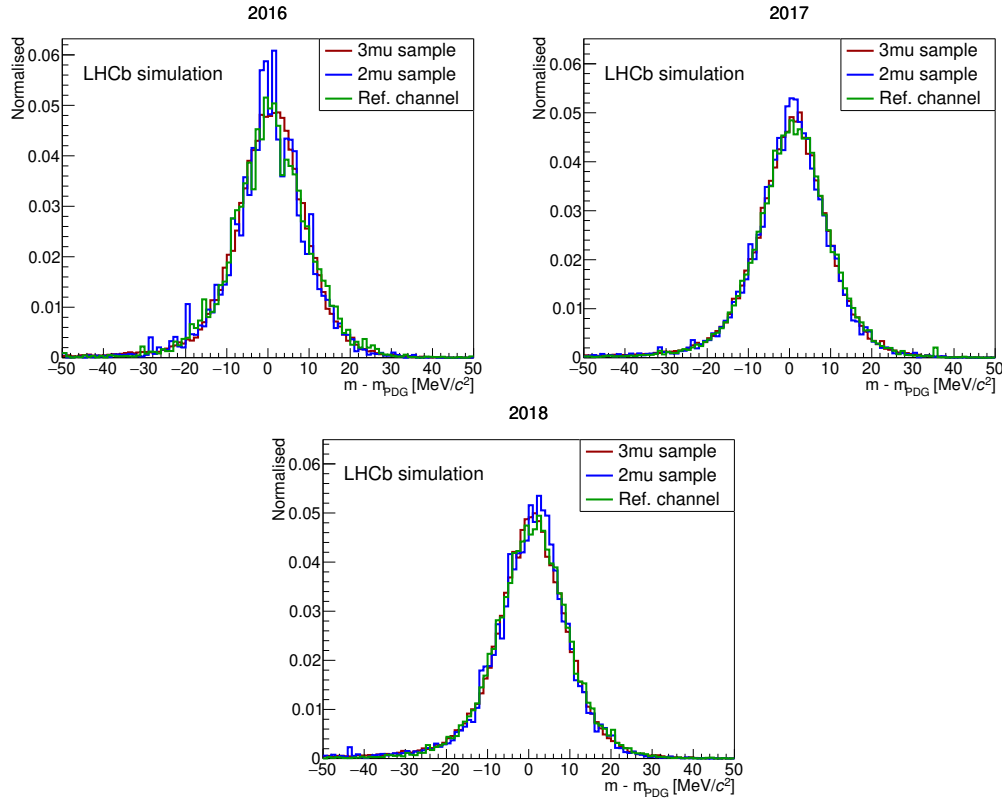 2016
Normalised
0.06
0.05
0.04
0.03
0.02
0.01
0
LHCb simulation
3mu sample
2mu sample
Ref. channel
−50 −40 −30 −20 −10 0 10 20 30 40 50
m - mPDG [MeV/c²]
2017
Normalised
0.06
0.05
0.04
0.03
0.02
0.01
0
LHCb simulation
3mu sample
2mu sample
Ref. channel
−50 −40 −30 −20 −10 0 10 20 30 40 50
m - mPDG [MeV/c²]
2018
Normalised
0.06
0.05
0.04
0.03
0.02
0.01
0
LHCb simulation
3mu sample
2mu sample
Ref. channel
−50 −40 −30 −20 −10 0 10 20 30 40 50
m - mPDG [MeV/c²]